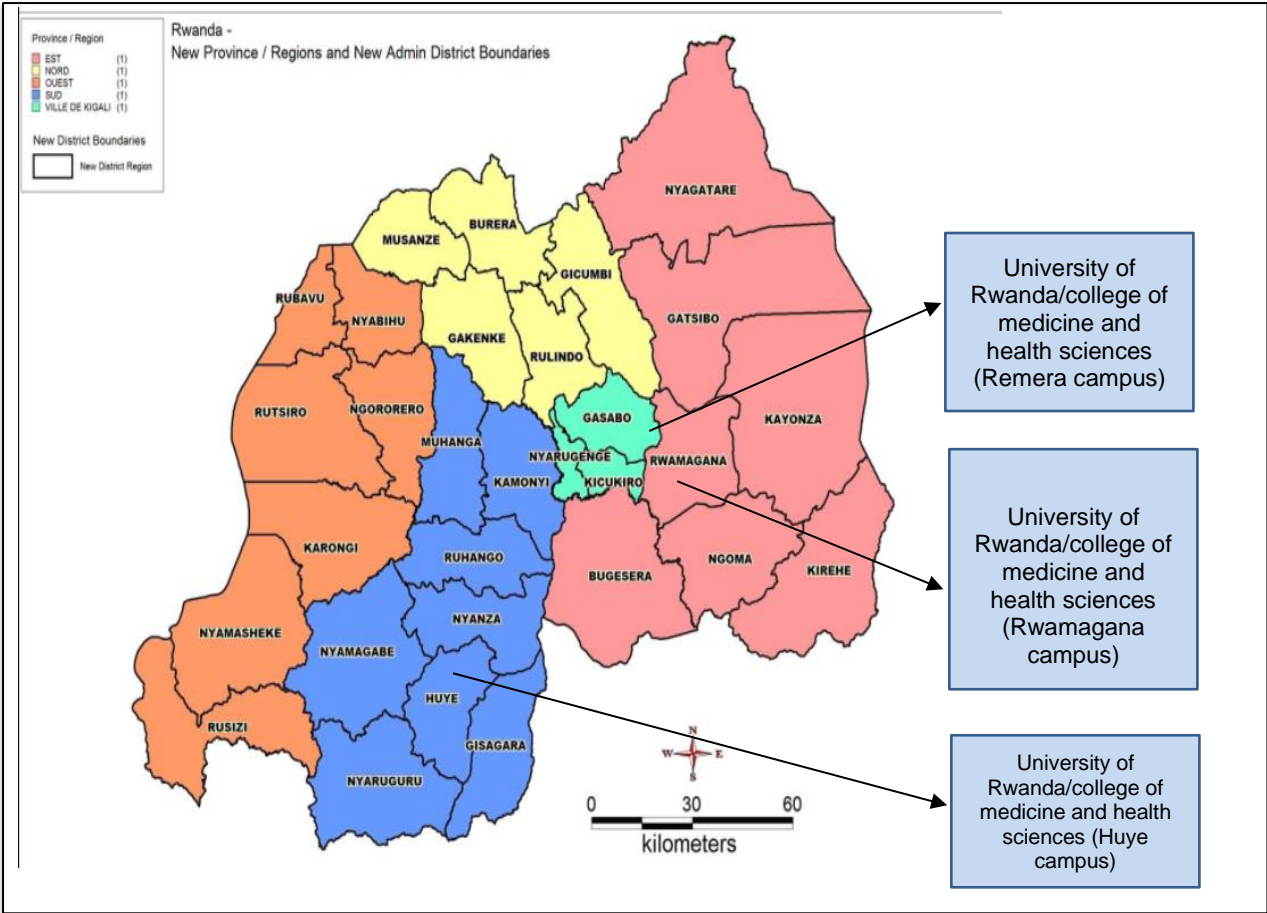 Rwanda -
New Province / Regions and New Admin District Boundaries
Province / Region
EST (1)
NORD (1)
OUEST (1)
SUD (1)
VILLE DE KIGALI (1)
New District Boundaries
New District Region
NYAGATARE
BURERA
MUSANZE
GICUMBI
RUBAVU
NYABIHU
GATSIBO
GAKENKE
RULINDO
RUTSIRO
NGORORERO
GASABO
KAYONZA
MUHANGA
NYARUGENGE
RWAMAGANA
KAMONYI
KICUKIRO
KARONGI
RUHANGO
BUGESERA
NGOMA
KIREHE
NYAMASHEKE
NYANZA
NYAMAGABE
HUYE
RUSIZI
GISAGARA
NYARUGURU
N
W E
S
0 30 60
kilometers
University of
Rwanda/college of
medicine and
health sciences
(Remera campus)
University of
Rwanda/college of
medicine and
health sciences
(Rwamagana
campus)
University of
Rwanda/college of
medicine and health
sciences (Huye
campus)